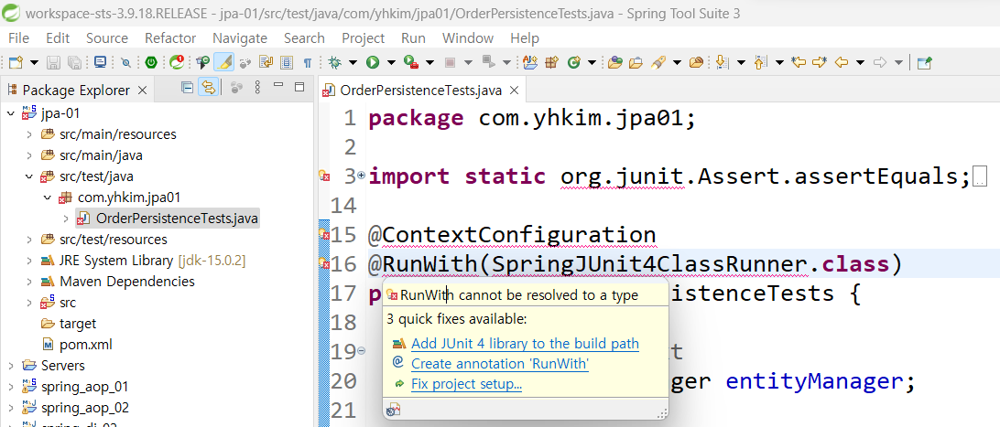 workspace-sts-3.9.18.RELEASE - jpa-01/src/test/java/com/yhkim/jpa01/OrderPersistenceTests.java - Spring Tool Suite 3
File Edit Source Refactor Navigate Search Project Run Window Help
Package Explorer
jpa-01
src/main/resources
src/main/java
src/test/java
com.yhkim.jpa01
OrderPersistenceTests.java
src/test/resources
JRE System Library [jdk-15.0.2]
Maven Dependencies
src
target
pom.xml
Servers
spring_aop_01
spring_aop_02
OrderPersistenceTests.java
1 package com.yhkim.jpa01;
2
3 import static org.junit.Assert.assertEquals;
14
15 @ContextConfiguration
16 @RunWith(SpringJUnit4ClassRunner.class)
17 p istenceTests {
18
19 t
20 ger entityManager;
21
RunWith cannot be resolved to a type
3 quick fixes available:
Add JUnit 4 library to the build path
Create annotation 'RunWith'
Fix project setup...